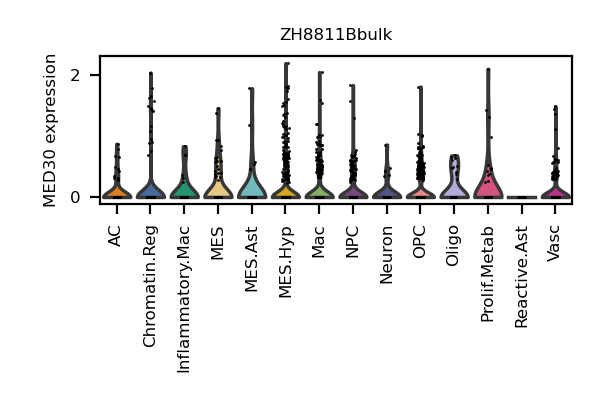 ZH8811Bbulk
MED30 expression
2
0
AC
Chromatin.Reg
Inflammatory.Mac
MES
MES.Ast
MES.Hyp
Mac
NPC
Neuron
OPC
Oligo
Prolif.Metab
Reactive.Ast
Vasc